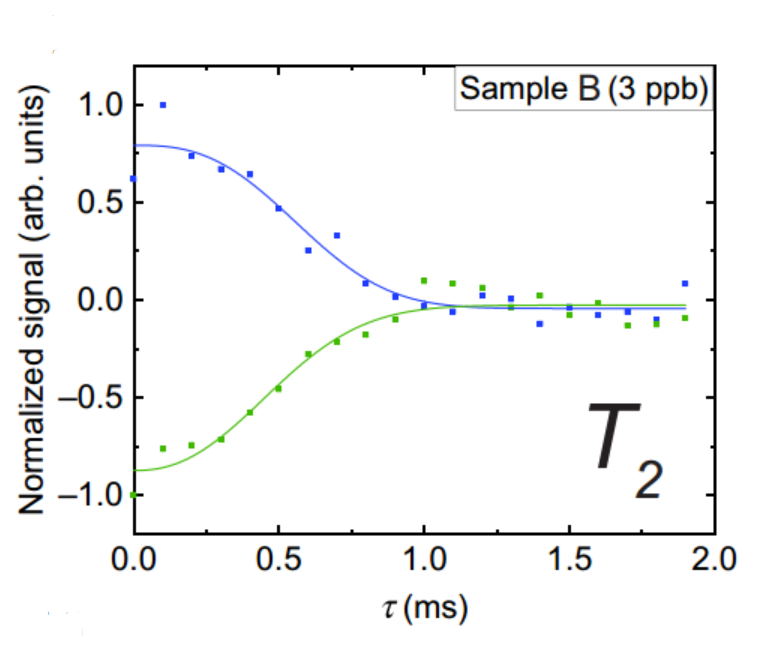 Sample B (3 ppb)
Normalized signal (arb. units)
1.0
0.5
0.0
–0.5
–1.0
T2
0.0 0.5 1.0 1.5 2.0
τ (ms)